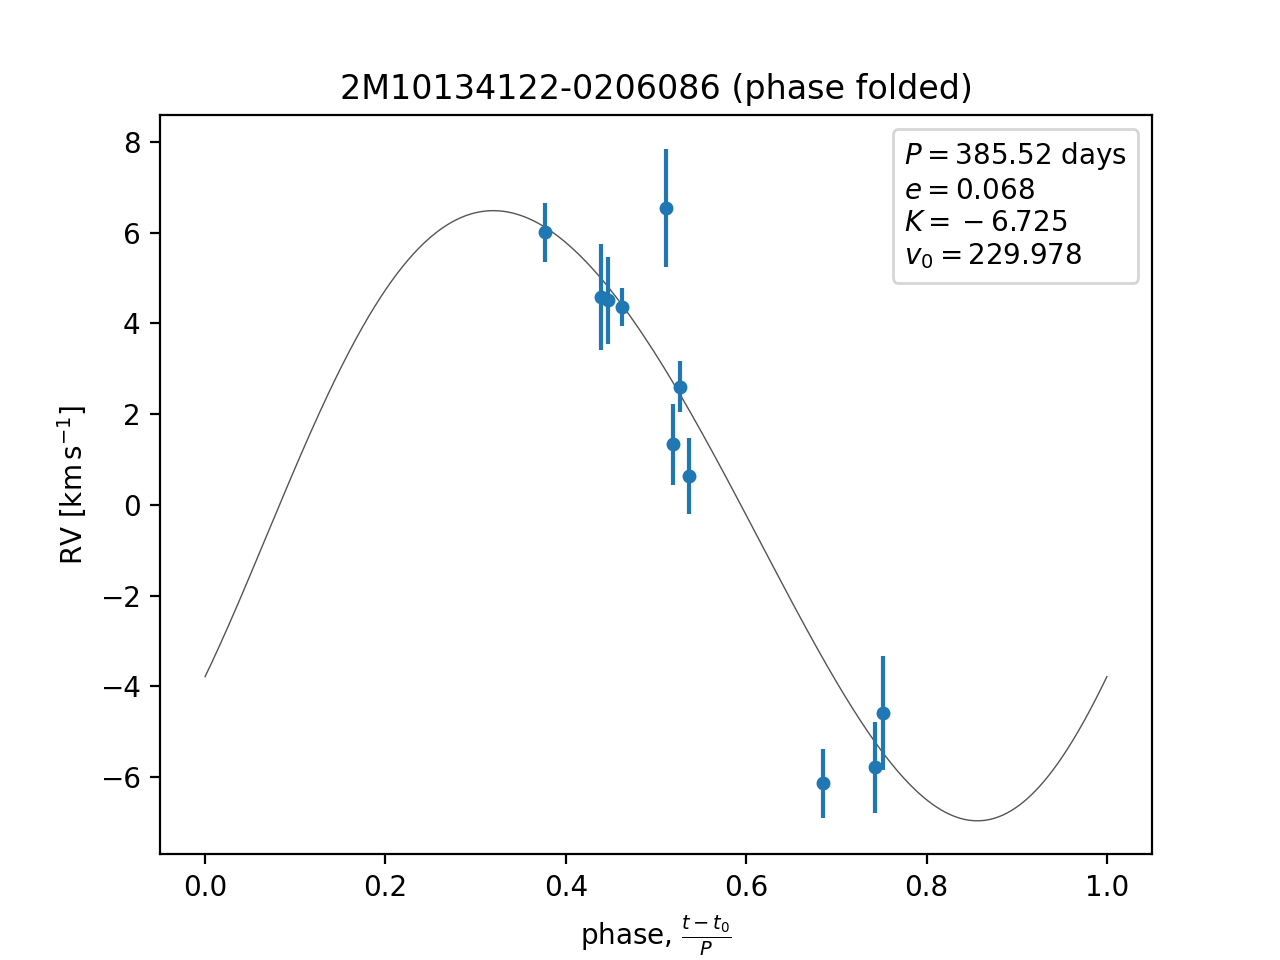 2M10134122-0206086 (phase folded)
P = 385.52 days
e = 0.068
K = −6.725
v₀ = 229.978
RV [km s⁻¹]
8
6
4
2
0
−2
−4
−6
0.0 0.2 0.4 0.6 0.8 1.0
phase, (t − t₀)/P